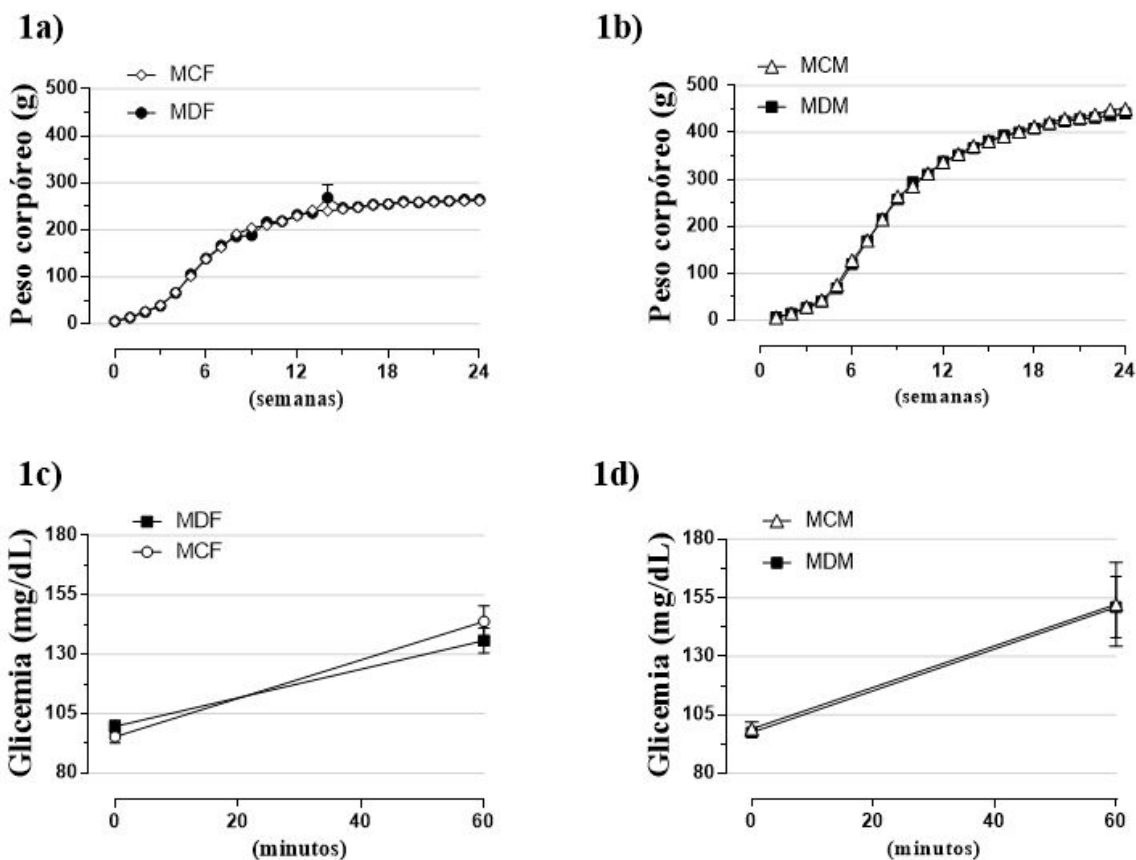 1a)
MCF
MDF
Peso corpóreo (g)
500
400
300
200
100
0
0 6 12 18 24
(semanas)
1b)
MCM
MDM
Peso corpóreo (g)
500
400
300
200
100
0
0 6 12 18 24
(semanas)
1c)
MDF
MCF
Glicemia (mg/dL)
180
155
130
105
80
0 20 40 60
(minutos)
1d)
MCM
MDM
Glicemia (mg/dL)
180
155
130
105
80
0 20 40 60
(minutos)